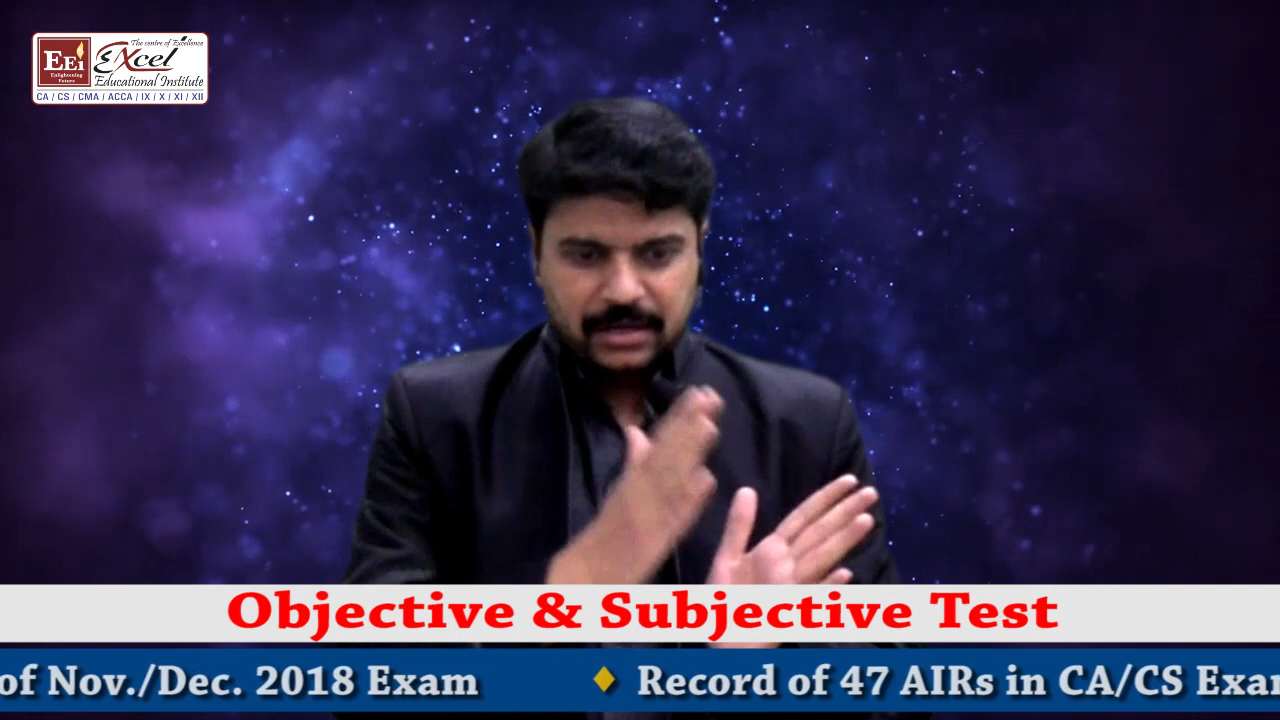 The centre of Excellence
EEi
Excel
Enlightening
Future
Educational Institute
CA / CS / CMA / ACCA / IX / X / XI / XII
Objective & Subjective Test
of Nov./Dec. 2018 Exam ♦ Record of 47 AIRs in CA/CS Exa